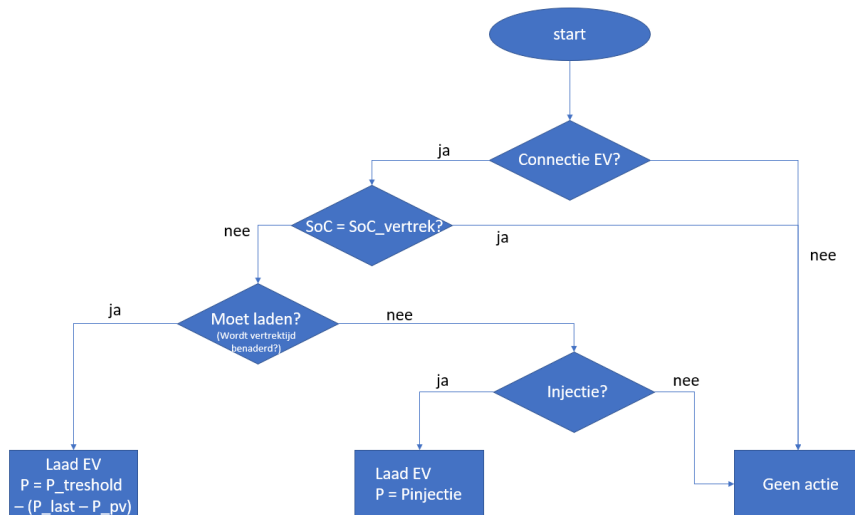 start
Connectie EV?
ja
SoC = SoC_vertrek?
nee
ja
nee
Moet laden?
(Wordt vertrektijd
benaderd?)
ja
nee
Injectie?
ja
nee
Laad EV
P = P_treshold
– (P_last – P_pv)
Laad EV
P = Pinjectie
Geen actie